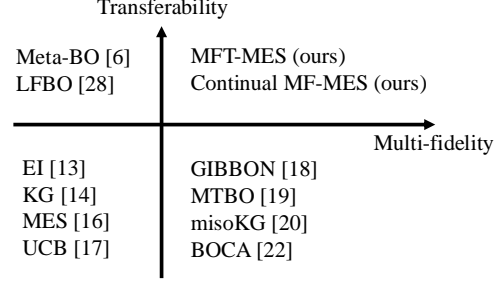 Transferability
Meta-BO [6]
LFBO [28]
MFT-MES (ours)
Continual MF-MES (ours)
Multi-fidelity
EI [13]
KG [14]
MES [16]
UCB [17]
GIBBON [18]
MTBO [19]
misoKG [20]
BOCA [22]